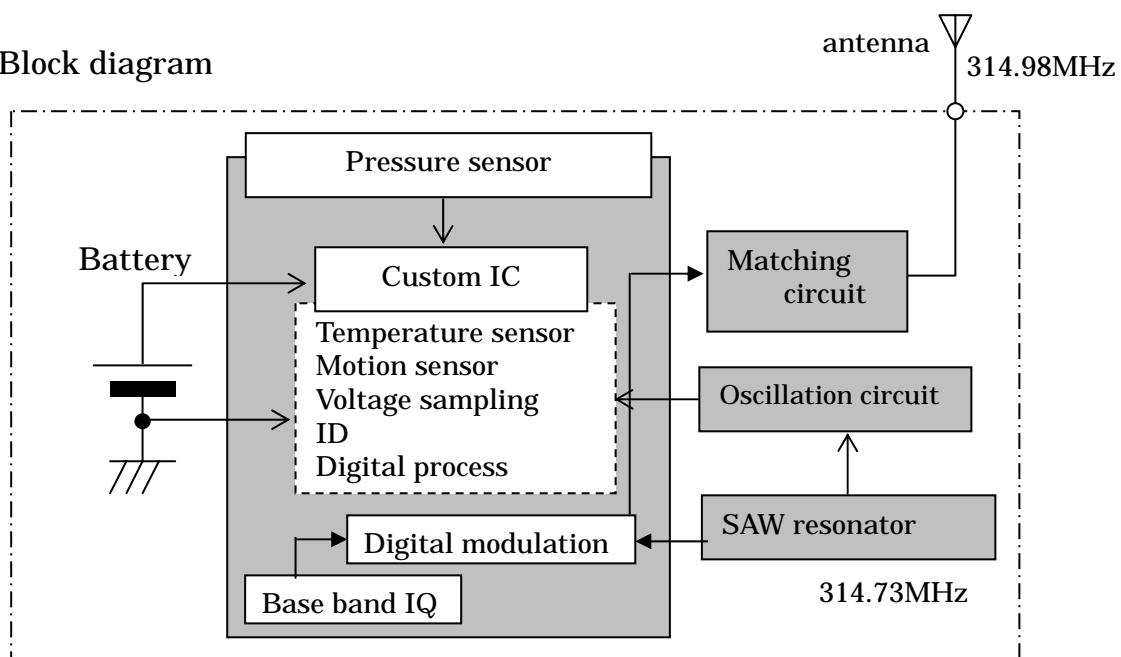 antenna
314.98MHz
Block diagram
Pressure sensor
Battery
Custom IC
Matching
circuit
Temperature sensor
Motion sensor
Voltage sampling
ID
Digital process
Oscillation circuit
SAW resonator
Digital modulation
314.73MHz
Base band IQ